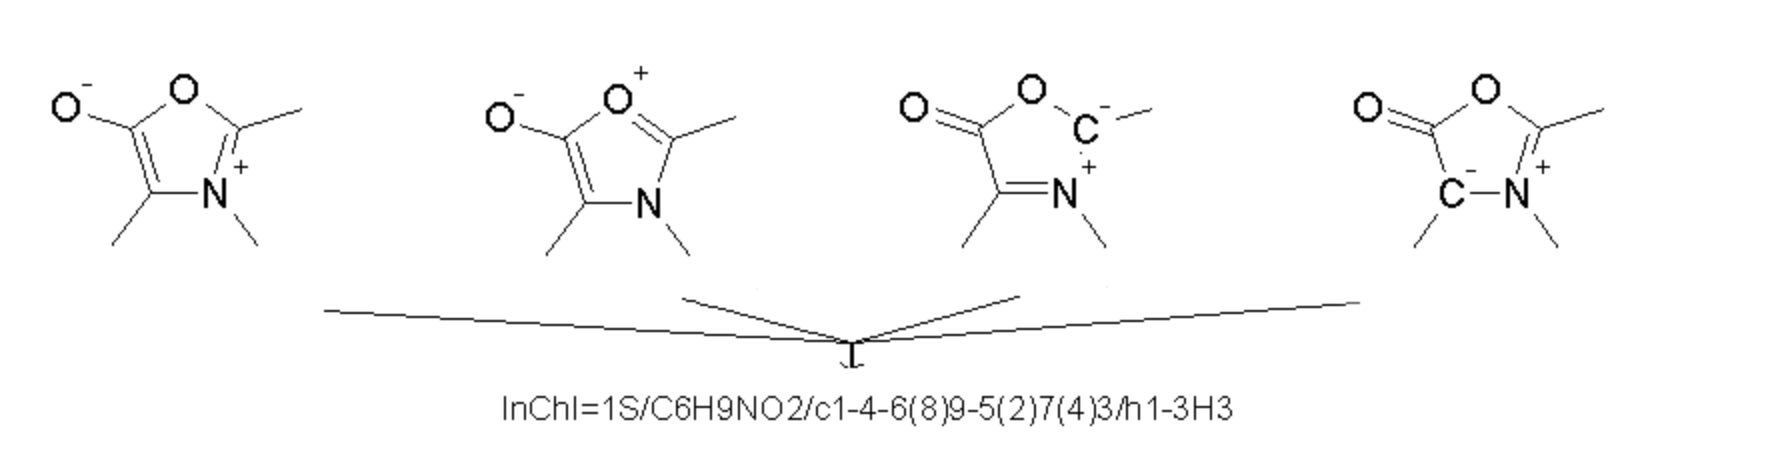 O- O
N+
O- O+
N
O O
C-
N+
O O
C- N+
InChI=1S/C6H9NO2/c1-4-6(8)9-5(2)7(4)3/h1-3H3